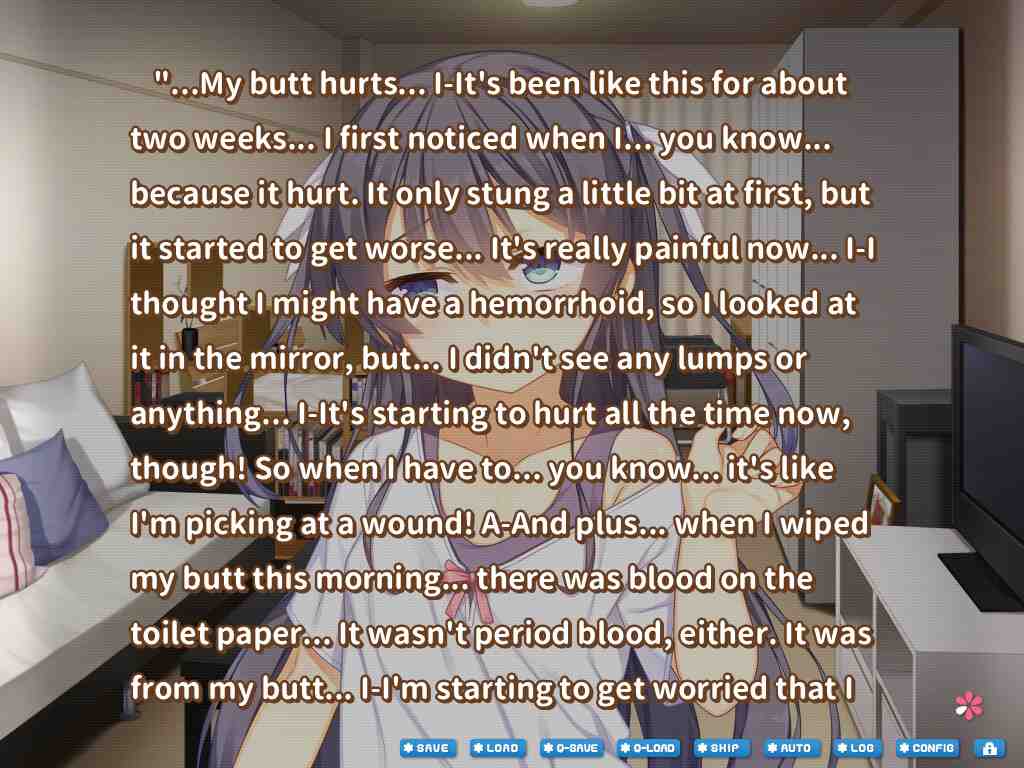 "...My butt hurts... I-It's been like this for about
two weeks... I first noticed when I... you know...
because it hurt. It only stung a little bit at first, but
it started to get worse... It's really painful now... I-I
thought I might have a hemorrhoid, so I looked at
it in the mirror, but... I didn't see any lumps or
anything... I-It's starting to hurt all the time now,
though! So when I have to... you know... it's like
I'm picking at a wound! A-And plus... when I wiped
my butt this morning... there was blood on the
toilet paper... It wasn't period blood, either. It was
from my butt... I-I'm starting to get worried that I
SAVE LOAD Q-SAVE Q-LOAD SKIP AUTO LOG CONFIG